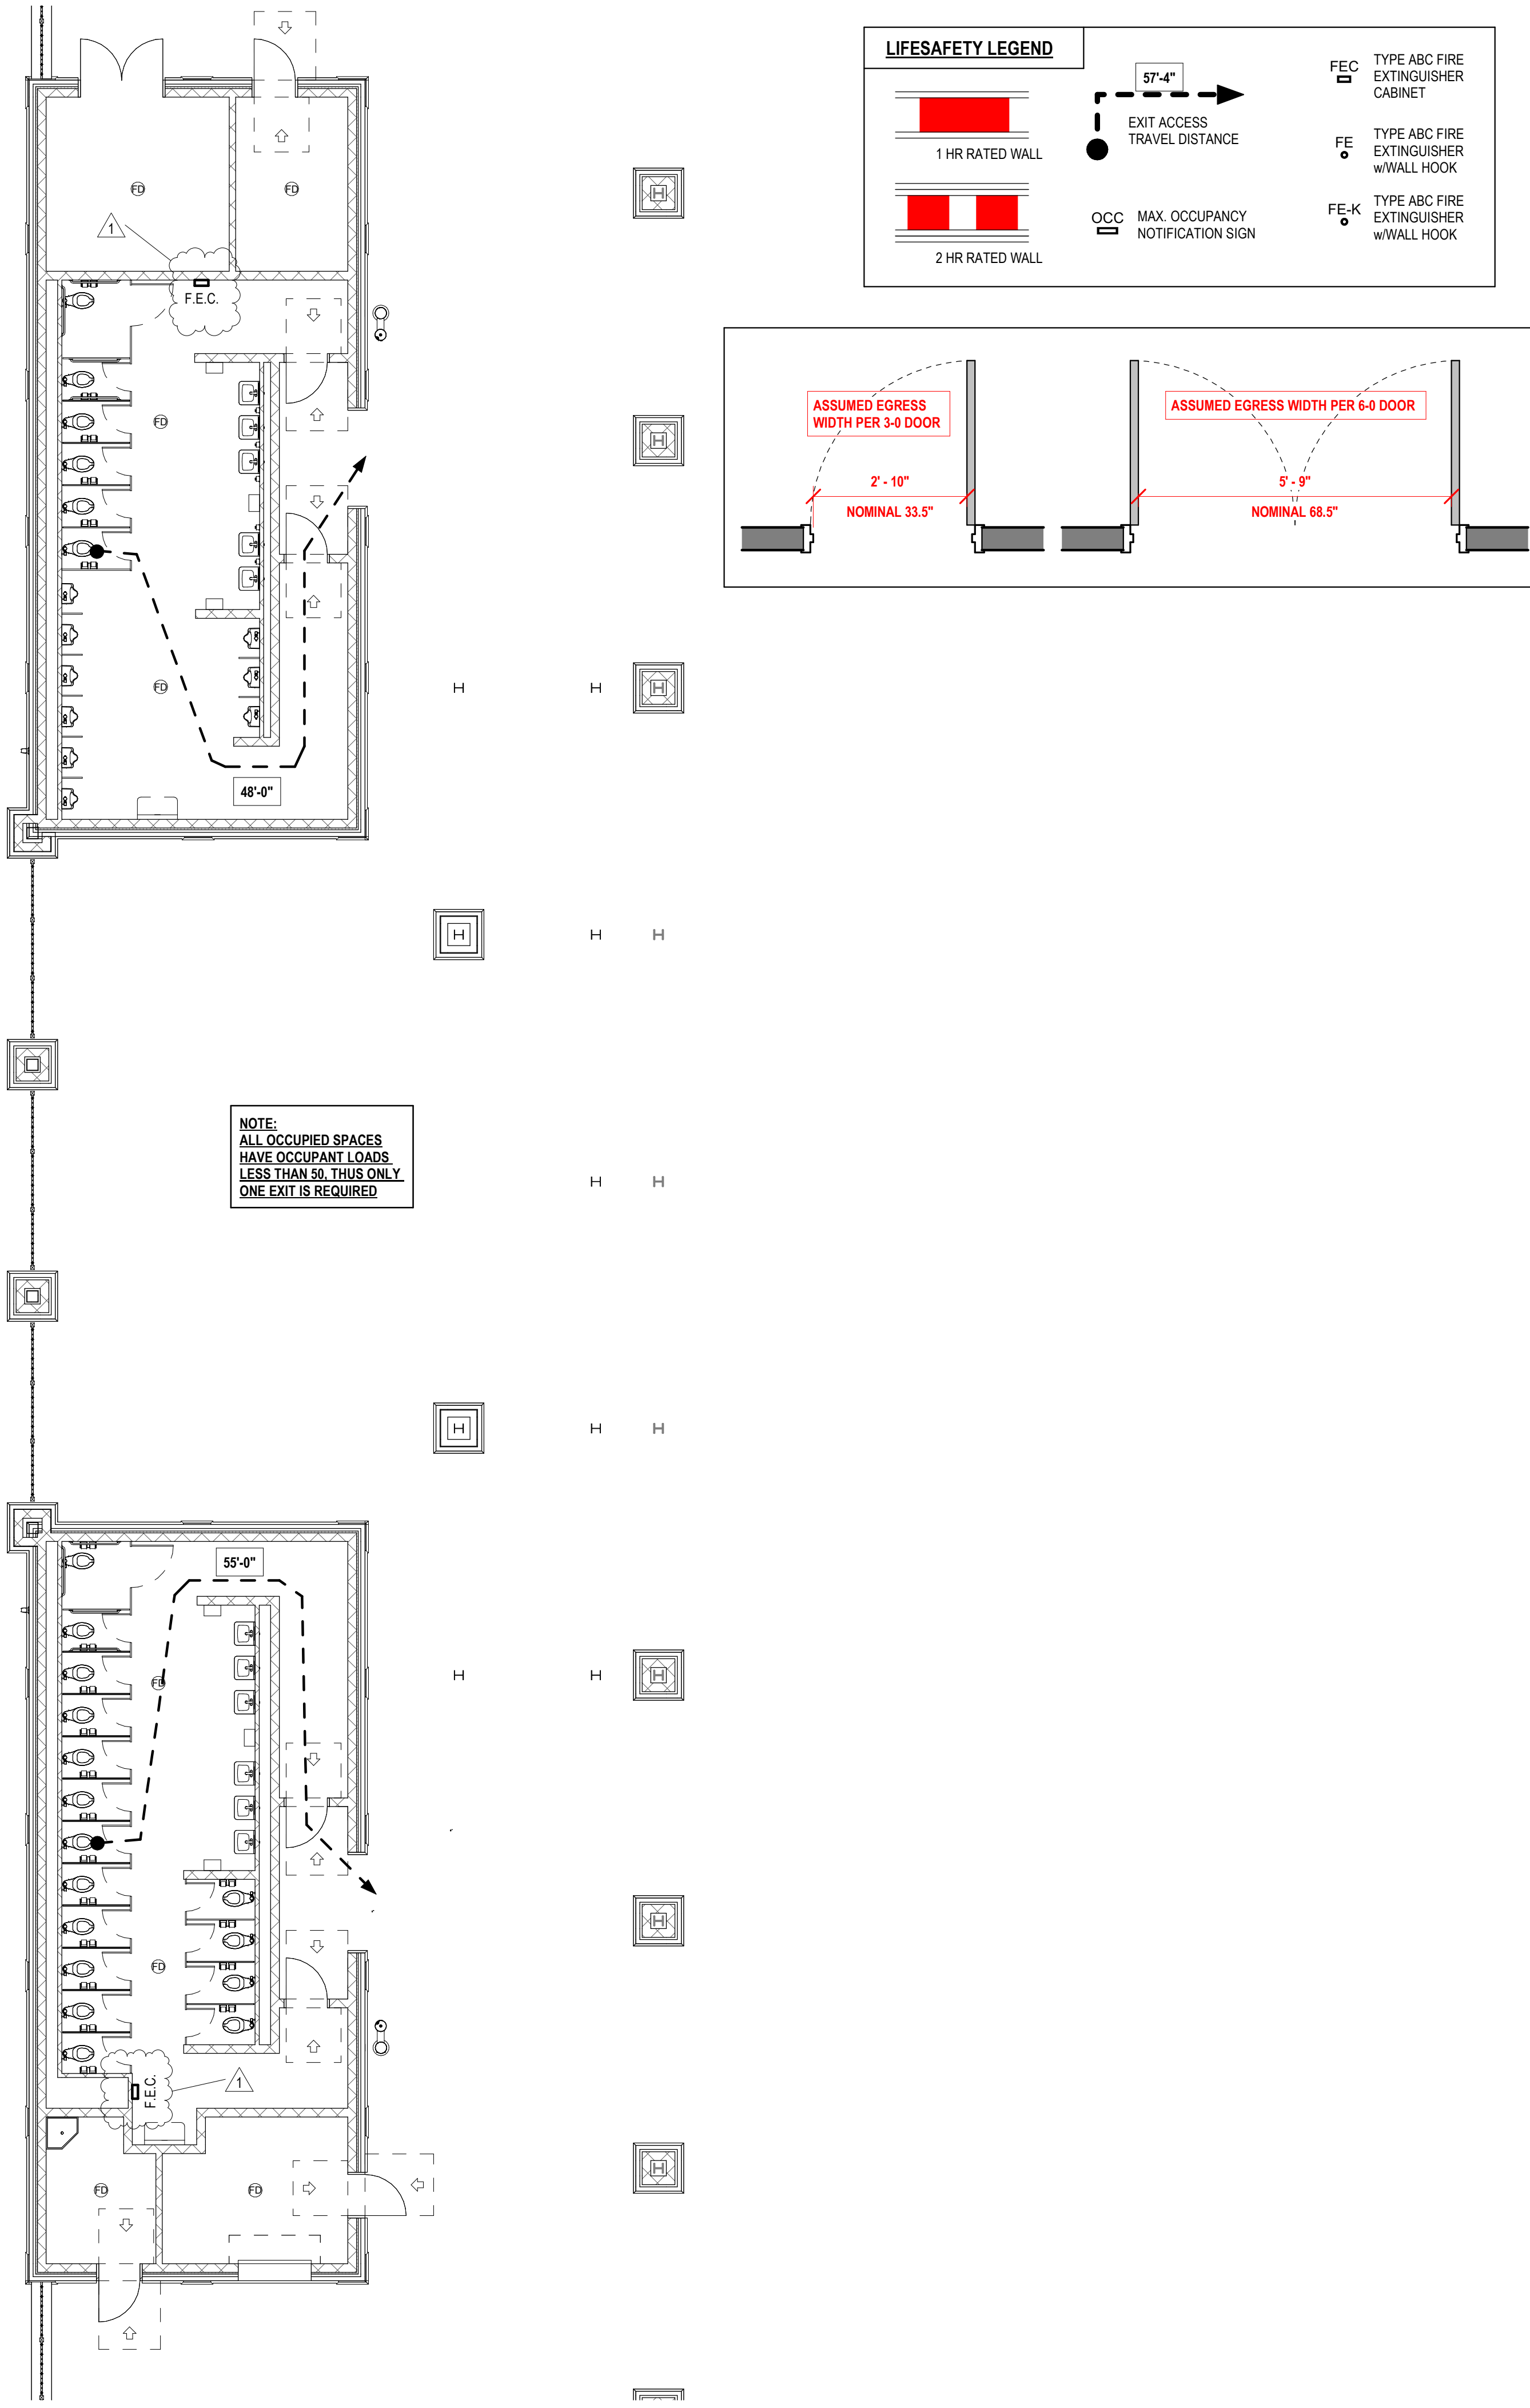 LIFESAFETY LEGEND
1 HR RATED WALL
2 HR RATED WALL
57'-4"
EXIT ACCESS
TRAVEL DISTANCE
OCC
MAX. OCCUPANCY
NOTIFICATION SIGN
FEC
TYPE ABC FIRE
EXTINGUISHER
CABINET
FE
TYPE ABC FIRE
EXTINGUISHER
w/WALL HOOK
FE-K
TYPE ABC FIRE
EXTINGUISHER
w/WALL HOOK
ASSUMED EGRESS
WIDTH PER 3-0 DOOR
2' - 10"
NOMINAL 33.5"
ASSUMED EGRESS WIDTH PER 6-0 DOOR
5' - 9"
NOMINAL 68.5"
FD
FD
1
F.E.C.
FD
FD
48'-0"
NOTE:
ALL OCCUPIED SPACES
HAVE OCCUPANT LOADS
LESS THAN 50, THUS ONLY
ONE EXIT IS REQUIRED
55'-0"
FD
FD
F.E.C.
1
FD
FD